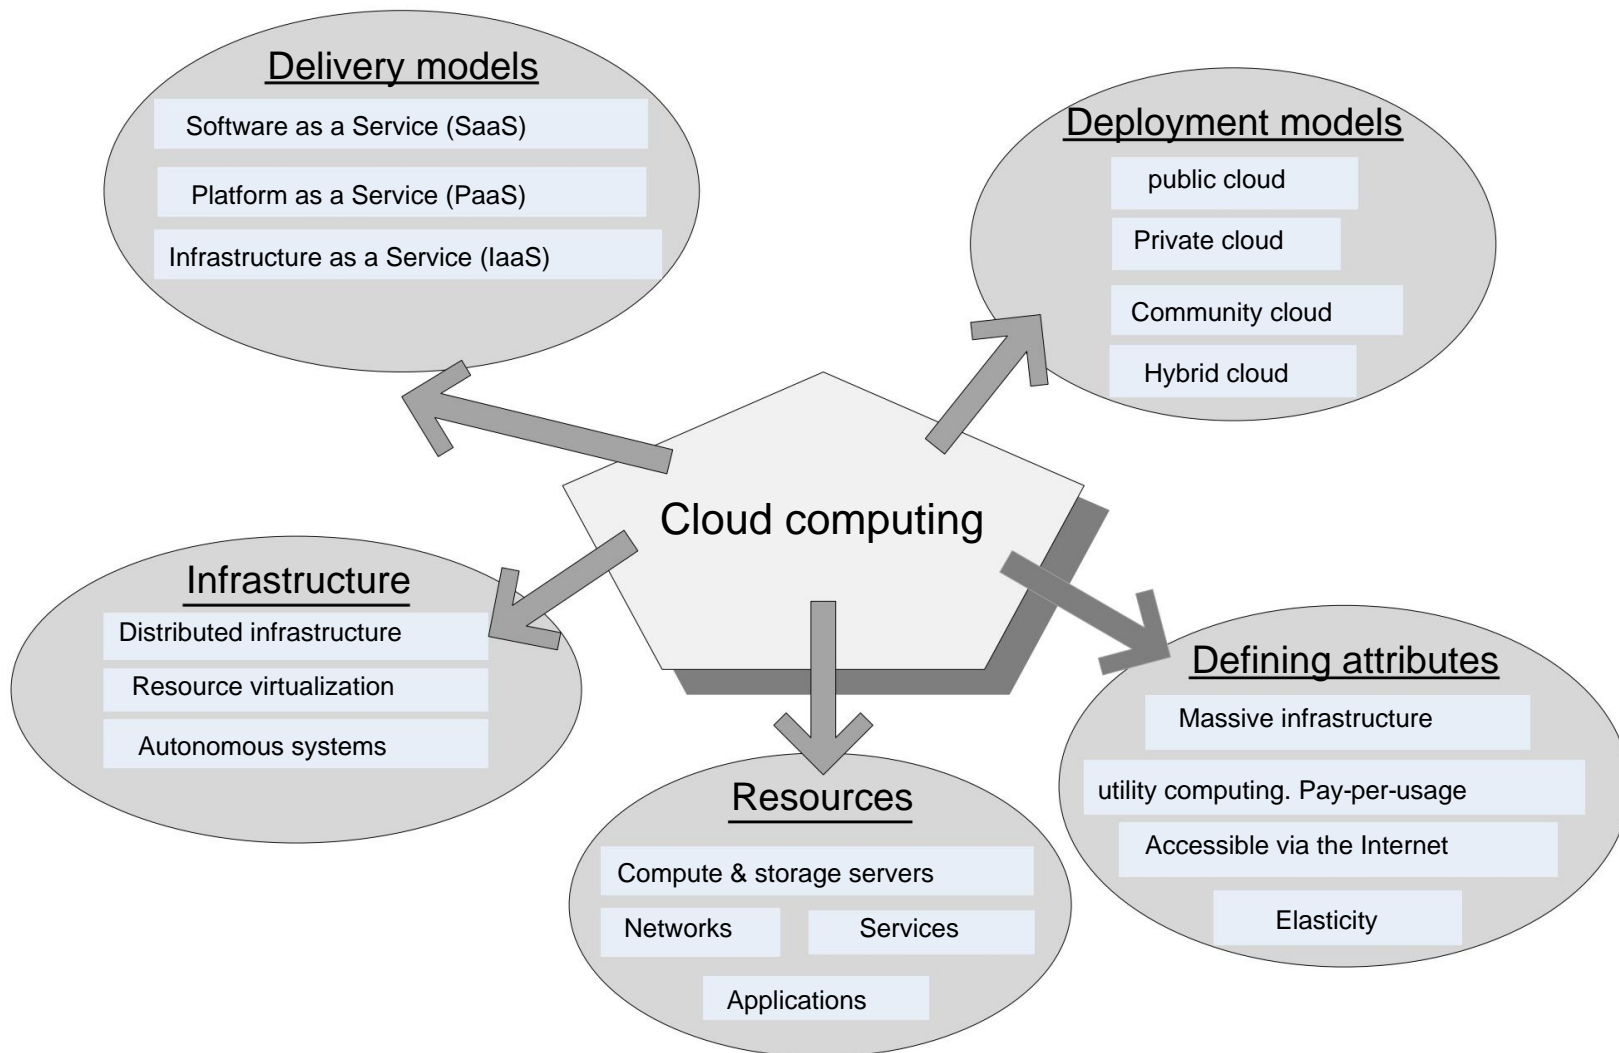 Delivery models
Software as a Service (SaaS)
Platform as a Service (PaaS)
Infrastructure as a Service (IaaS)
Deployment models
public cloud
Private cloud
Community cloud
Hybrid cloud
Cloud computing
Infrastructure
Distributed infrastructure
Resource virtualization
Autonomous systems
Defining attributes
Massive infrastructure
utility computing. Pay-per-usage
Accessible via the Internet
Elasticity
Resources
Compute & storage servers
Networks
Services
Applications